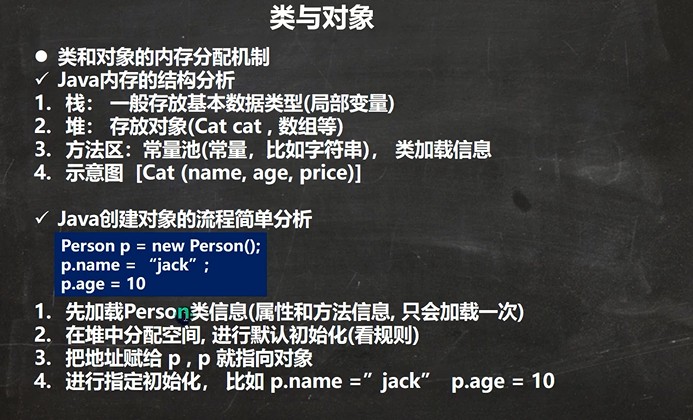 类与对象
● 类和对象的内存分配机制
✓ Java内存的结构分析
1. 栈： 一般存放基本数据类型(局部变量)
2. 堆： 存放对象(Cat cat , 数组等)
3. 方法区：常量池(常量，比如字符串)， 类加载信息
4. 示意图 [Cat (name, age, price)]
✓ Java创建对象的流程简单分析
Person p = new Person();
p.name = “jack”;
p.age = 10
1. 先加载Person类信息(属性和方法信息, 只会加载一次)
2. 在堆中分配空间, 进行默认初始化(看规则)
3. 把地址赋给 p , p 就指向对象
4. 进行指定初始化， 比如 p.name =”jack” p.age = 10